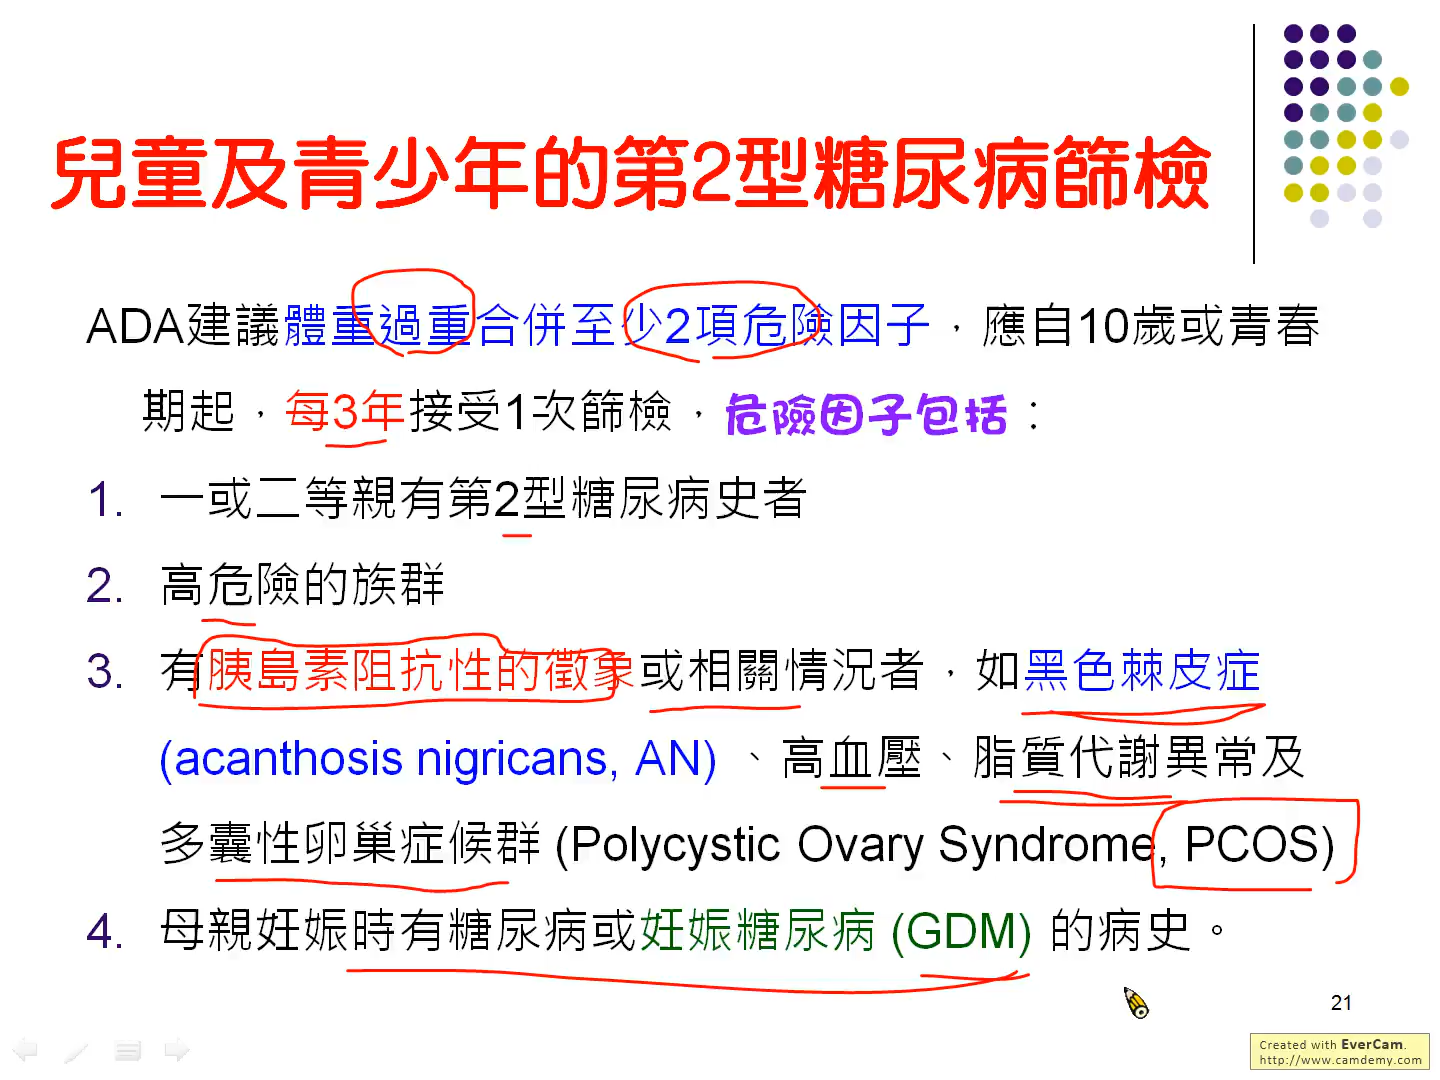 兒童及青少年的第2型糖尿病篩檢
ADA建議體重過重合併至少2項危險因子，應自10歲或青春
期起，每3年接受1次篩檢，危險因子包括：
1. 一或二等親有第2型糖尿病史者
2. 高危險的族群
3. 有胰島素阻抗性的徵象或相關情況者，如黑色棘皮症
(acanthosis nigricans, AN) 、高血壓、脂質代謝異常及
多囊性卵巢症候群 (Polycystic Ovary Syndrome, PCOS)
4. 母親妊娠時有糖尿病或妊娠糖尿病 (GDM) 的病史。
21
Created with EverCam.
http://www.camdemy.com